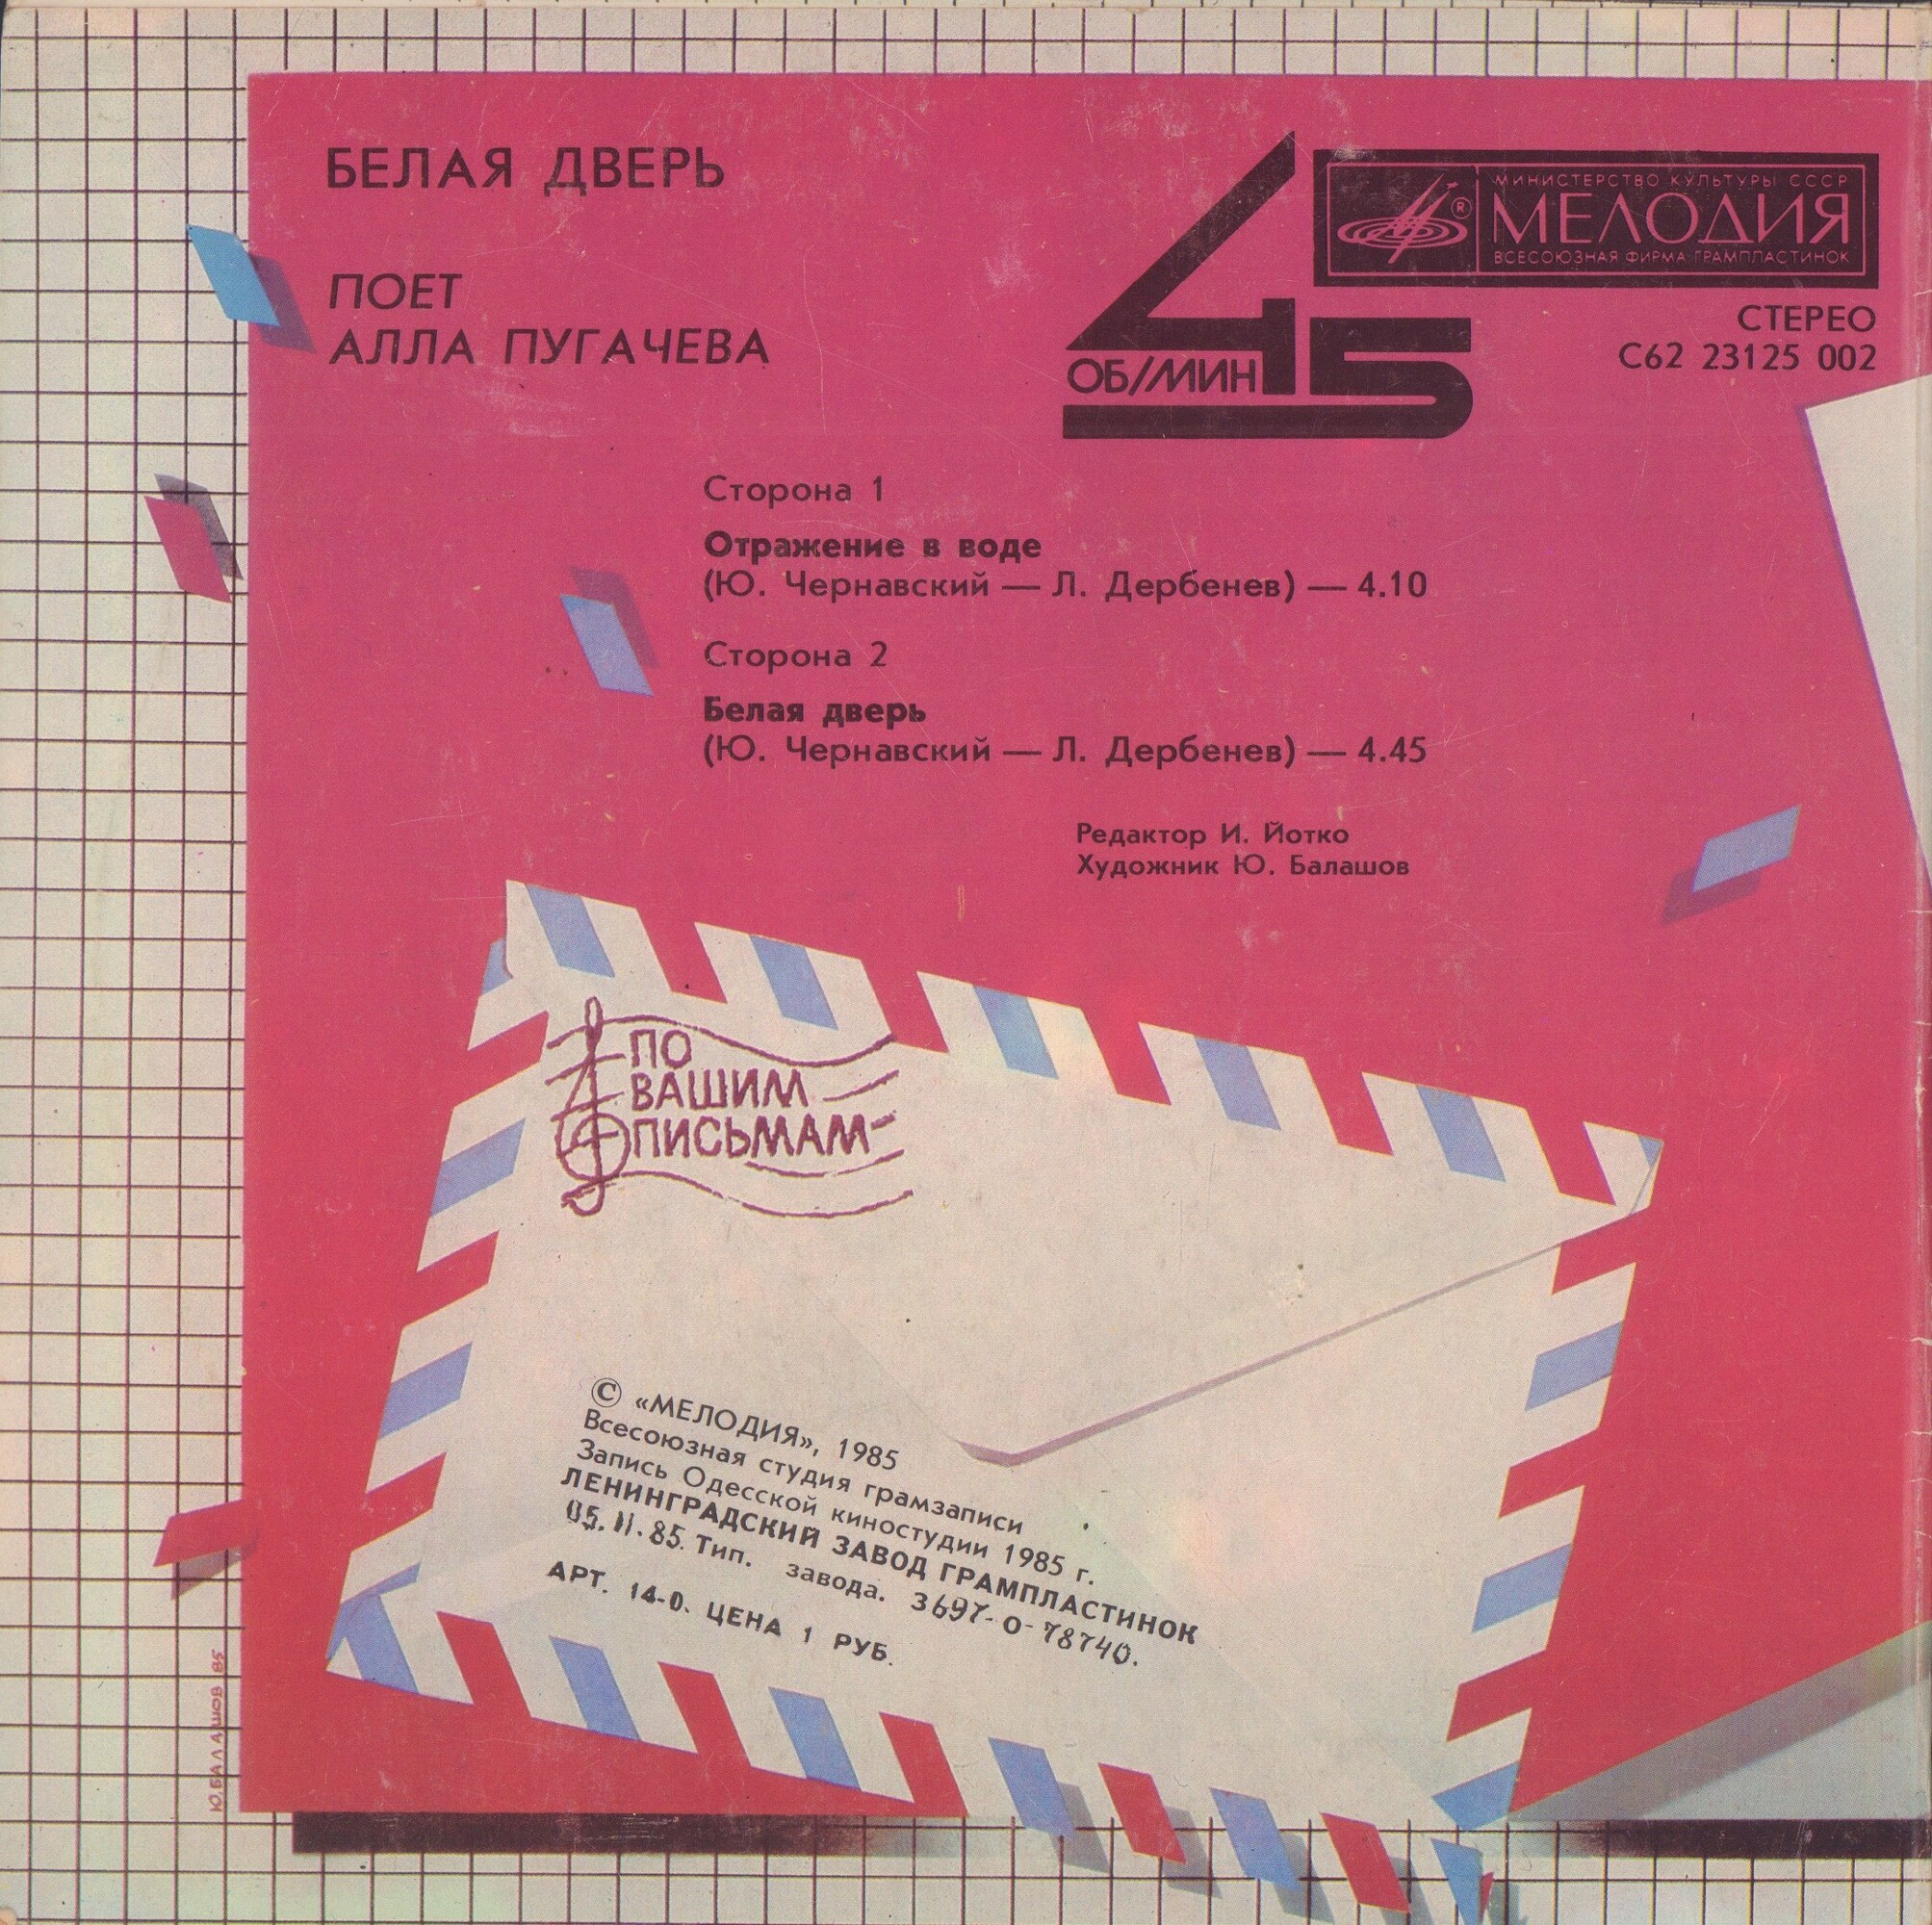 БЕЛАЯ ДВЕРЬ
ПОЕТ
АЛЛА ПУГАЧЕВА
45
ОБ/МИН
МИНИСТЕРСТВО КУЛЬТУРЫ СССР
®
МЕЛОДИЯ
ВСЕСОЮЗНАЯ ФИРМА ГРАМПЛАСТИНОК
СТЕРЕО
С62 23125 002
Сторона 1
Отражение в воде
(Ю. Чернавский — Л. Дербенев) — 4.10
Сторона 2
Белая дверь
(Ю. Чернавский — Л. Дербенев) — 4.45
Редактор И. Йотко
Художник Ю. Балашов
ПО
ВАШИМ
ПИСЬМАМ
© «МЕЛОДИЯ», 1985
Всесоюзная студия грамзаписи
Запись Одесской киностудии 1985 г.
ЛЕНИНГРАДСКИЙ ЗАВОД ГРАМПЛАСТИНОК
05.11.85. Тип. завода. 3697-О-78740.
АРТ. 14-0. ЦЕНА 1 РУБ.
Ю.БАЛАШОВ 85